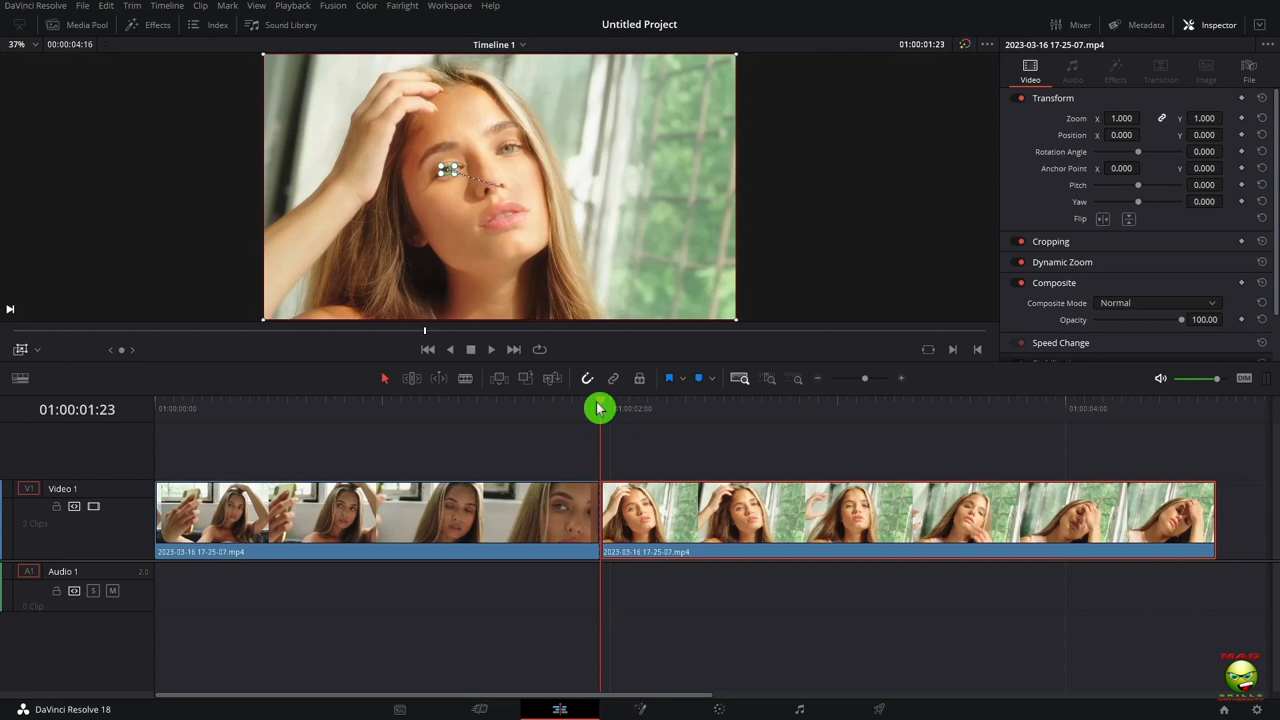 DaVinci Resolve File Edit Trim Timeline Clip Mark View Playback Fusion Color Fairlight Workspace Help
Media Pool Effects Index Sound Library Untitled Project Mixer Metadata Inspector
37% 00:00:04:16 Timeline 1 01:00:01:23 2023-03-16 17-25-07.mp4
Video Audio Effects Transition Image File
Transform
Zoom X 1.000 Y 1.000
Position X 0.000 Y 0.000
Rotation Angle 0.000
Anchor Point X 0.000 Y 0.000
Pitch 0.000
Yaw 0.000
Flip
Cropping
Dynamic Zoom
Composite
Composite Mode Normal
Opacity 100.00
Speed Change
DIM
01:00:01:23 01:00:00:00 01:00:02:00 01:00:04:00
V1 Video 1
2 Clips
2023-03-16 17-25-07.mp4 2023-03-16 17-25-07.mp4
A1 Audio 1 2.0
S M
0 Clip
MAD
SKILLS
DaVinci Resolve 18